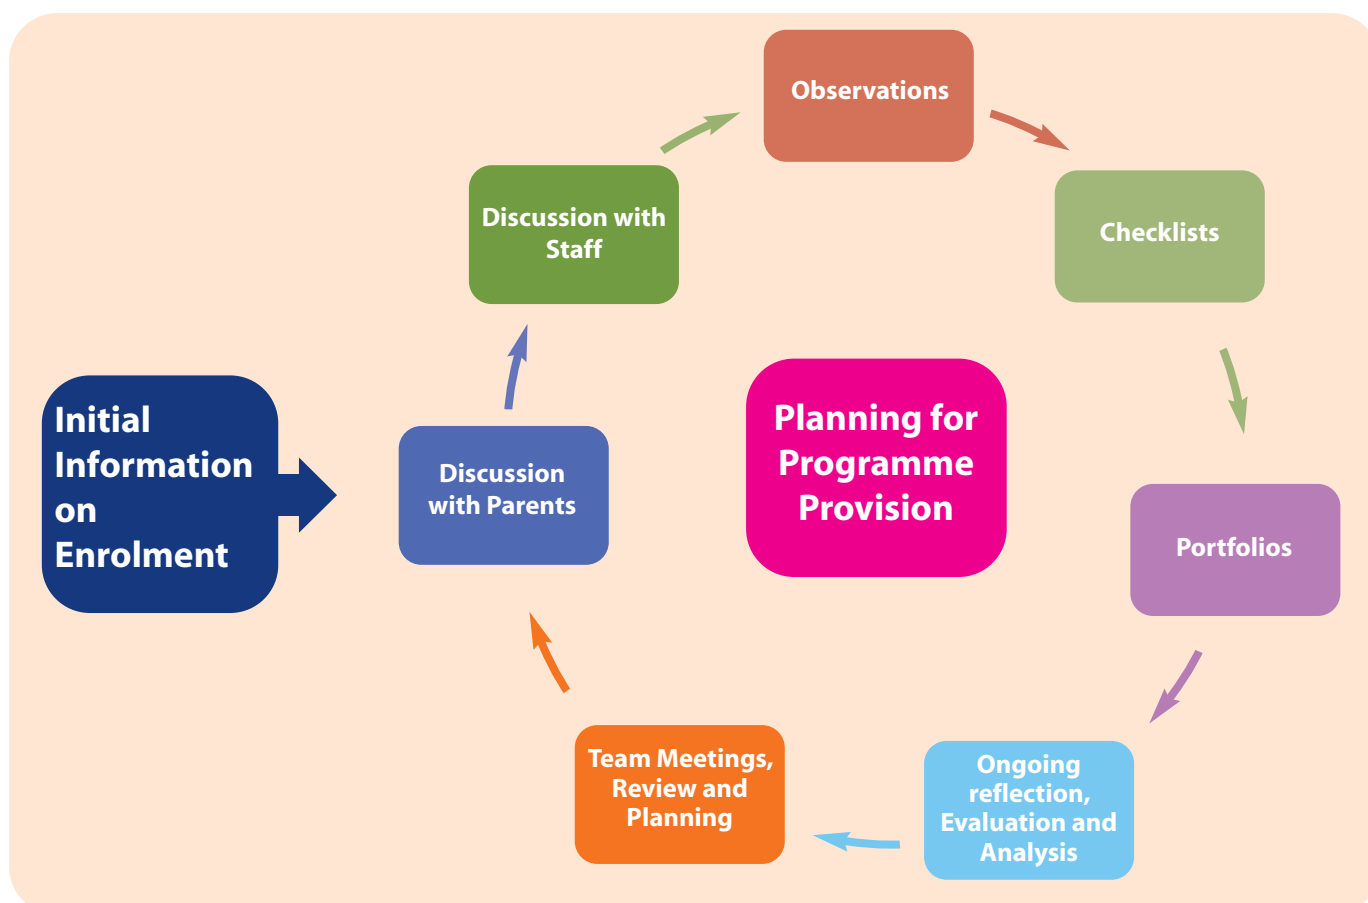 Observations
Discussion with
Staff
Checklists
Initial
Information
on
Enrolment
Discussion
with Parents
Planning for
Programme
Provision
Portfolios
Team Meetings,
Review and
Planning
Ongoing
reflection,
Evaluation and
Analysis